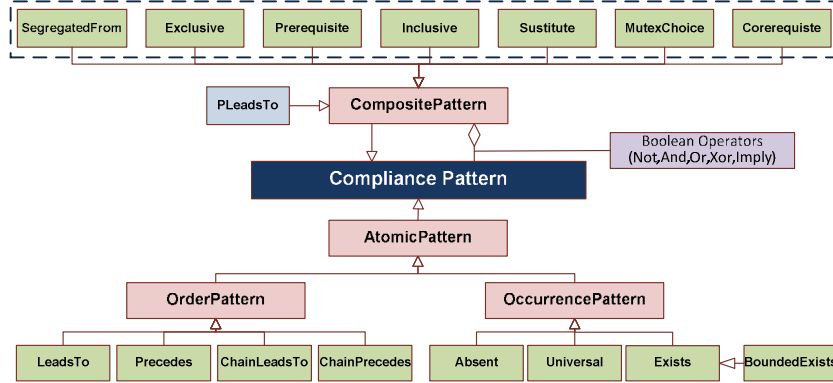 SegregatedFrom
Exclusive
Prerequisite
Inclusive
Sustitute
MutexChoice
Corerequiste
PLeadsTo
CompositePattern
Boolean Operators
(Not,And,Or,Xor,Imply)
Compliance Pattern
AtomicPattern
OrderPattern
OccurrencePattern
LeadsTo
Precedes
ChainLeadsTo
ChainPrecedes
Absent
Universal
Exists
BoundedExists